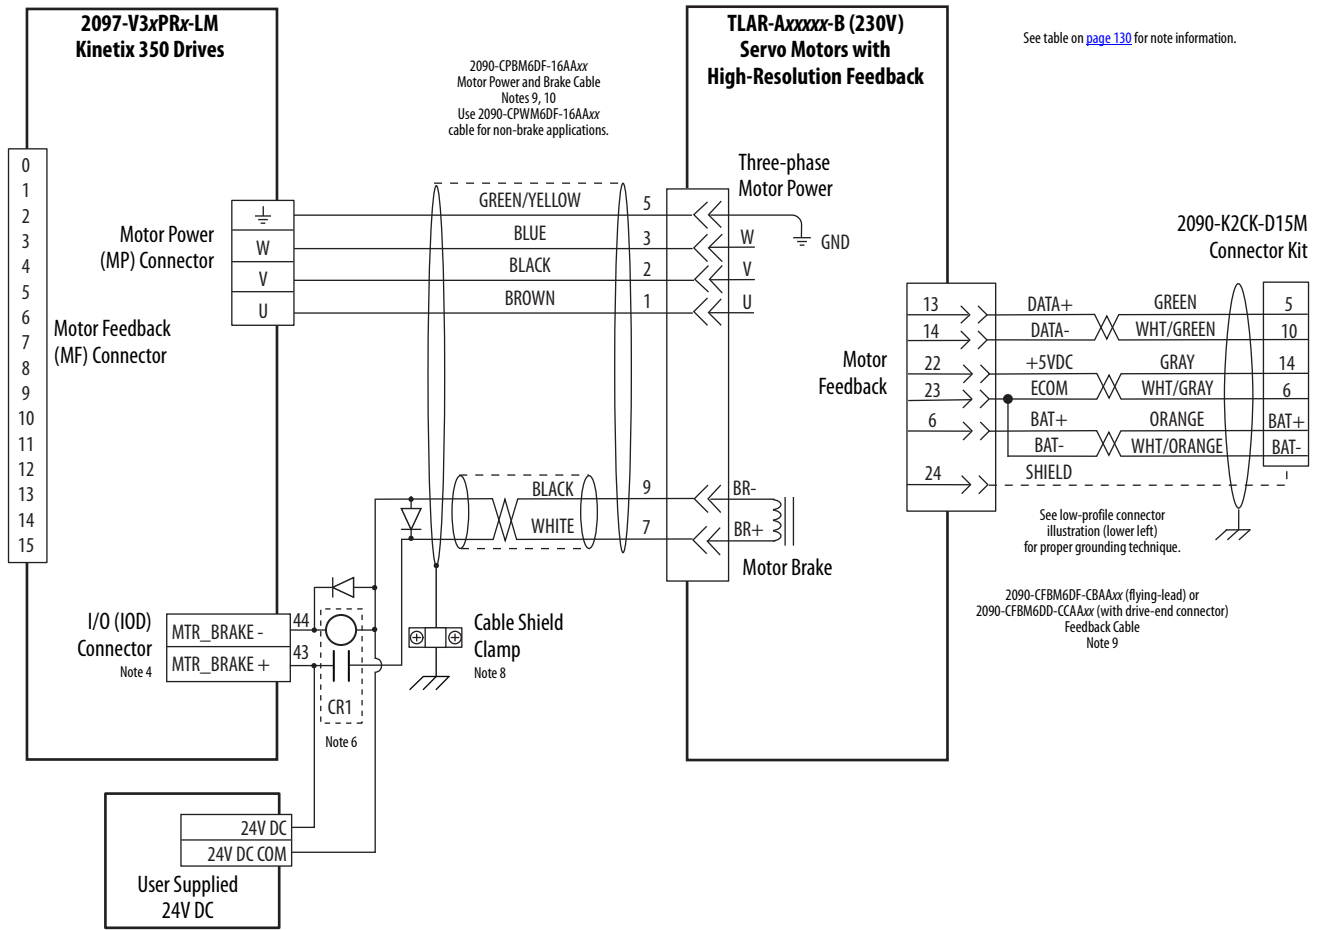 2097-V3xPRx-LM
Kinetix 350 Drives
2090-CPBM6DF-16AAxx
Motor Power and Brake Cable
Notes 9, 10
Use 2090-CPWM6DF-16AAxx
cable for non-brake applications.
TLAR-Axxxxx-B (230V)
Servo Motors with
High-Resolution Feedback
See table on page 130 for note information.
0
1
2
3
4
5
6
7
8
9
10
11
12
13
14
15
Motor Feedback
(MF) Connector
Motor Power
(MP) Connector
W
V
U
GREEN/YELLOW
BLUE
BLACK
BROWN
5
3
2
1
Three-phase
Motor Power
W
V
U
GND
Motor
Feedback
13
14
22
23
6
24
DATA+
DATA-
+5VDC
ECOM
BAT+
BAT-
SHIELD
GREEN
WHT/GREEN
GRAY
WHT/GRAY
ORANGE
WHT/ORANGE
2090-K2CK-D15M
Connector Kit
5
10
14
6
BAT+
BAT-
See low-profile connector
illustration (lower left)
for proper grounding technique.
2090-CFBM6DF-CBAAxx (flying-lead) or
2090-CFBM6DD-CCAAxx (with drive-end connector)
Feedback Cable
Note 9
BLACK
WHITE
9
7
BR-
BR+
Motor Brake
I/O (IOD)
Connector
Note 4
MTR_BRAKE -
MTR_BRAKE +
44
43
CR1
Note 6
Cable Shield
Clamp
Note 8
24V DC
24V DC COM
User Supplied
24V DC